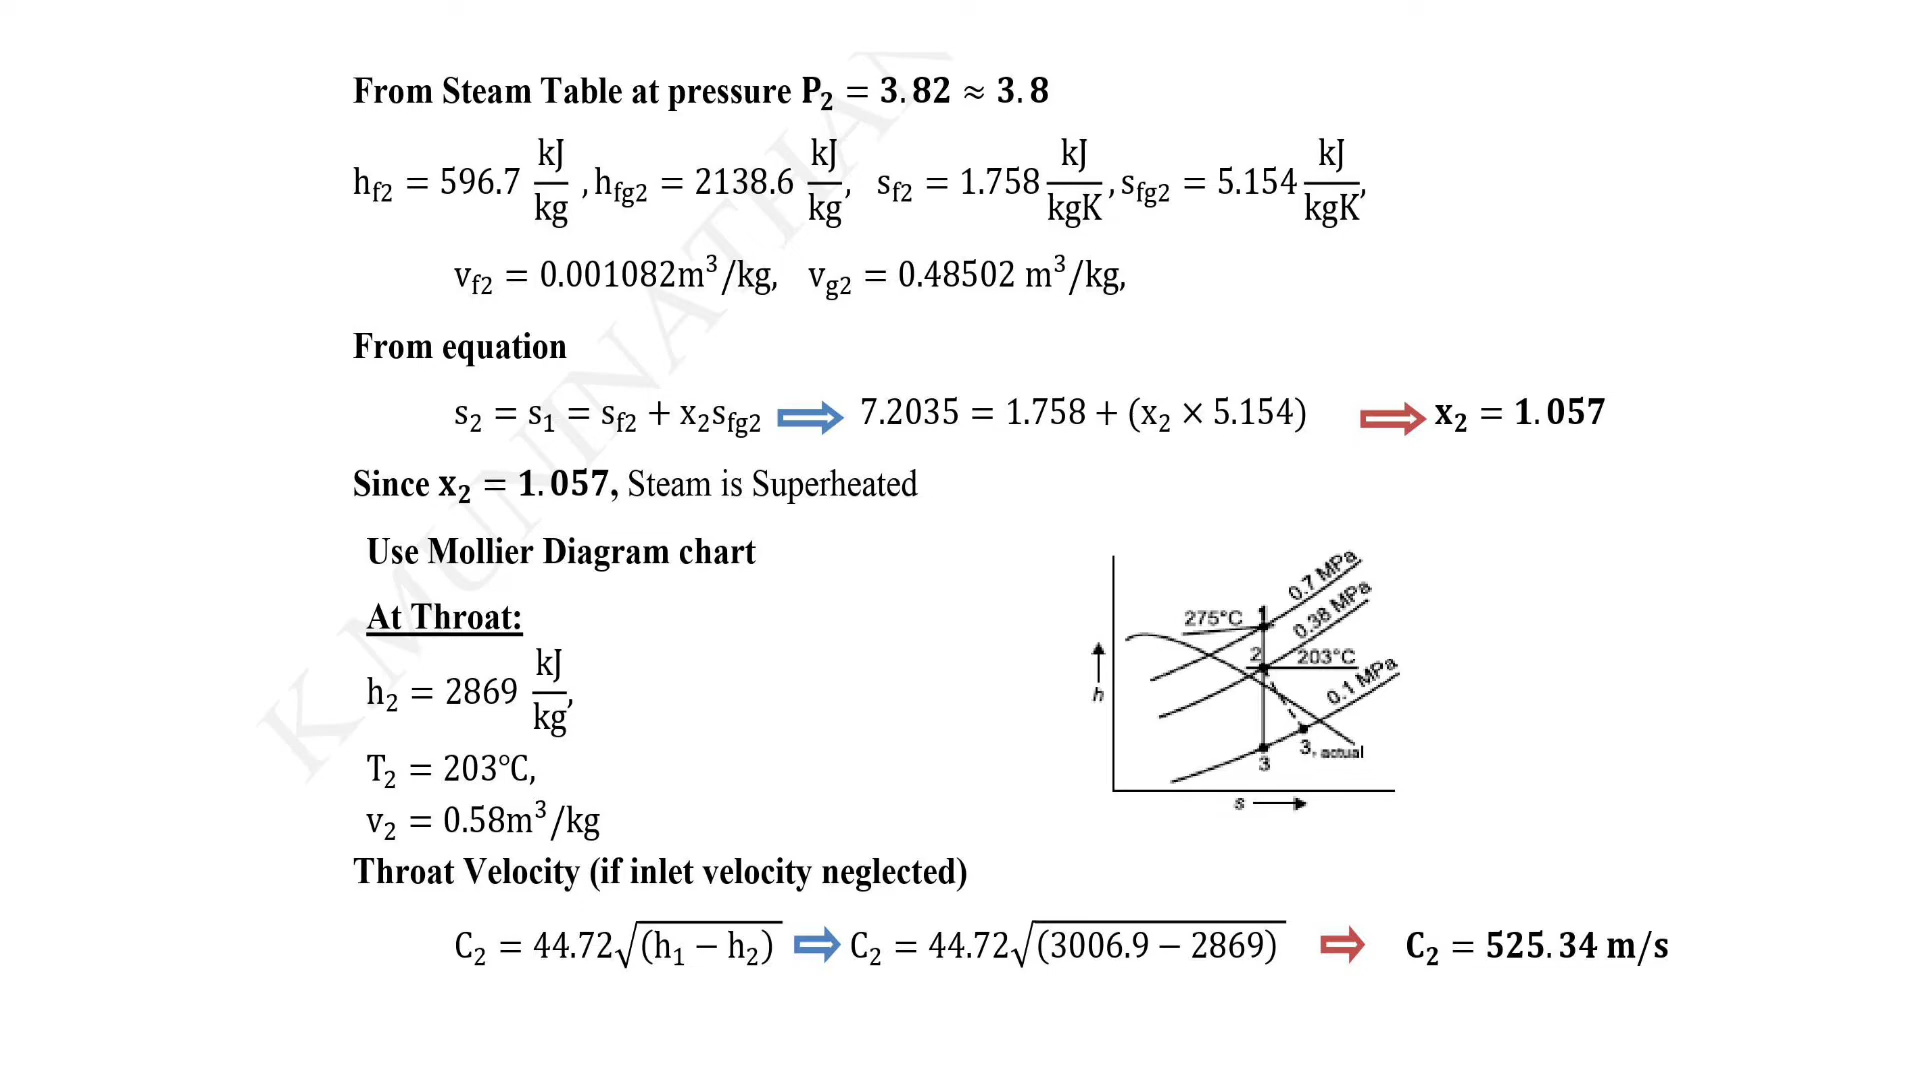 From Steam Table at pressure P₂ = 3.82 ≈ 3.8
h_f2 = 596.7 kJ/kg , h_fg2 = 2138.6 kJ/kg, s_f2 = 1.758 kJ/kgK , s_fg2 = 5.154 kJ/kgK,
v_f2 = 0.001082m³/kg, v_g2 = 0.48502 m³/kg,
From equation
s₂ = s₁ = s_f2 + x₂s_fg2 ⇒ 7.2035 = 1.758 + (x₂ × 5.154) ⇒ x₂ = 1.057
Since x₂ = 1.057, Steam is Superheated
Use Mollier Diagram chart
At Throat:
h₂ = 2869 kJ/kg,
T₂ = 203°C,
v₂ = 0.58m³/kg
0.7 MPa
0.38 MPa
275°C
1
2
203°C
0.1 MPa
h
3, actual
3
s
Throat Velocity (if inlet velocity neglected)
C₂ = 44.72√(h₁ − h₂) ⇒ C₂ = 44.72√(3006.9 − 2869) ⇒ C₂ = 525.34 m/s
K MUNINATHAN